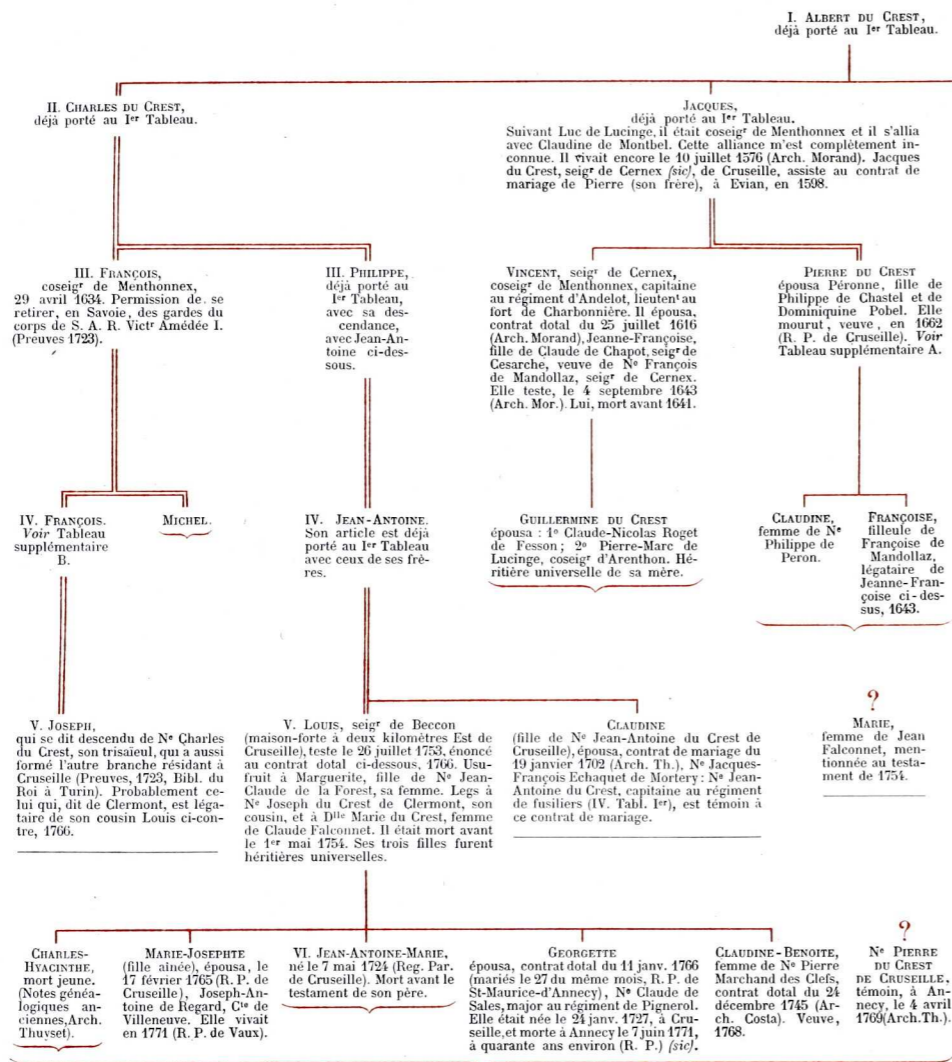 I. ALBERT DU CREST,
déjà porté au Ier Tableau.
II. CHARLES DU CREST,
déjà porté au Ier Tableau.
JACQUES,
déjà porté au Ier Tableau.
Suivant Luc de Lucinge, il était coseigr de Menthonnex et il s'allia
avec Claudine de Montbel. Cette alliance m'est complètement in-
connue. Il vivait encore le 10 juillet 1576 (Arch. Morand). Jacques
du Crest, seigr de Cernex (sic), de Cruseille, assiste au contrat de
mariage de Pierre (son frère), à Evian, en 1598.
III. FRANÇOIS,
coseigr de Menthonnex,
29 avril 1634. Permission de se
retirer, en Savoie, des gardes du
corps de S. A. R. Victr Amédée I.
(Preuves 1723).
III. PHILIPPE,
déjà porté au
Ier Tableau,
avec sa des-
cendance,
avec Jean-An-
toine ci-des-
sous.
VINCENT, seigr de Cernex,
coseigr de Menthonnex, capitaine
au régiment d'Andelot, lieutent au
fort de Charbonnière. Il épousa,
contrat dotal du 25 juillet 1616
(Arch. Morand), Jeanne-Françoise,
fille de Claude de Chapot, seigr de
Cesarche, veuve de Ne François
de Mandollaz, seigr de Cernex.
Elle teste, le 4 septembre 1643
(Arch. Mor.). Lui, mort avant 1641.
PIERRE DU CREST
épousa Péronne, fille de
Philippe de Chastel et de
Dominiquine Pobel. Elle
mourut, veuve, en 1662
(R. P. de Cruseille). Voir
Tableau supplémentaire A.
IV. FRANÇOIS.
Voir Tableau
supplémentaire
B.
MICHEL.
IV. JEAN-ANTOINE.
Son article est déjà
porté au Ier Tableau
avec ceux de ses frè-
res.
GUILLERMINE DU CREST
épousa : 1o Claude-Nicolas Roget
de Fesson ; 2o Pierre-Marc de
Lucinge, coseigr d'Arenthon. Hé-
ritière universelle de sa mère.
CLAUDINE,
femme de Ne
Philippe de
Peron.
FRANÇOISE,
filleule de
Françoise de
Mandollaz,
légataire de
Jeanne-Fran-
çoise ci-des-
sus, 1643.
V. JOSEPH,
qui se dit descendu de Ne Charles
du Crest, son trisaïeul, qui a aussi
formé l'autre branche résidant à
Cruseille (Preuves, 1723, Bibl. du
Roi à Turin). Probablement ce-
lui qui, dit de Clermont, est léga-
taire de son cousin Louis ci-con-
tre, 1766.
V. LOUIS, seigr de Beccon
(maison-forte à deux kilomètres Est de
Cruseille), teste le 26 juillet 1753, énoncé
au contrat dotal ci-dessous, 1766. Usu-
fruit à Marguerite, fille de Ne Jean-
Claude de la Forest, sa femme. Legs à
Ne Joseph du Crest de Clermont, son
cousin, et à Dlle Marie du Crest, femme
de Claude Falconnet. Il était mort avant
le 1er mai 1754. Ses trois filles furent
héritières universelles.
CLAUDINE
(fille de Ne Jean-Antoine du Crest de
Cruseille), épousa, contrat de mariage du
19 janvier 1702 (Arch. Th.), Ne Jacques-
François Echaquet de Mortery : Ne Jean-
Antoine du Crest, capitaine au régiment
de fusiliers (IV. Tabl. Ier), est témoin à
ce contrat de mariage.
?
MARIE,
femme de Jean
Falconnet, men-
tionnée au testa-
ment de 1754.
CHARLES-
HYACINTHE,
mort jeune.
(Notes généa-
logiques an-
ciennes, Arch.
Thuyset).
MARIE-JOSEPHTE
(fille ainée), épousa, le
17 février 1765 (R. P. de
Cruseille), Joseph-An-
toine de Regard, Cte de
Villeneuve. Elle vivait
en 1771 (R. P. de Vaux).
VI. JEAN-ANTOINE-MARIE,
né le 7 mai 1724 (Reg. Par.
de Cruseille). Mort avant le
testament de son père.
GEORGETTE
épousa, contrat dotal du 11 janv. 1766
(mariés le 27 du même mois, R. P. de
St-Maurice-d'Annecy), Ne Claude de
Sales, major au régiment de Pignerol.
Elle était née le 24 janv. 1727, à Cru-
seille, et morte à Annecy le 7 juin 1771,
à quarante ans environ (R. P.) (sic).
CLAUDINE-BENOITE,
femme de Ne Pierre
Marchand des Clefs,
contrat dotal du 24
décembre 1745 (Ar-
ch. Costa). Veuve,
1768.
?
Ne PIERRE
DU CREST
DE CRUSEILLE,
témoin, à An-
necy, le 4 avril
1769 (Arch. Th.).